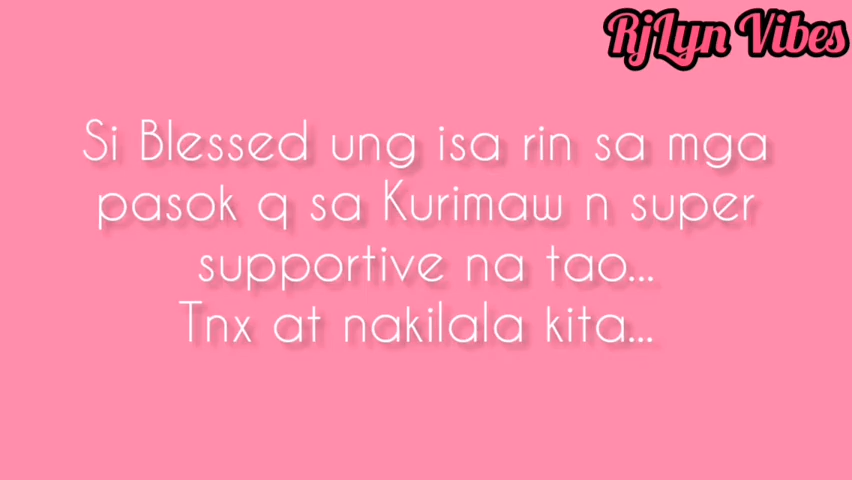 RjLyn Vibes
Si Blessed ung isa rin sa mga
pasok q sa Kurimaw n super
supportive na tao...
Tnx at nakilala kita...